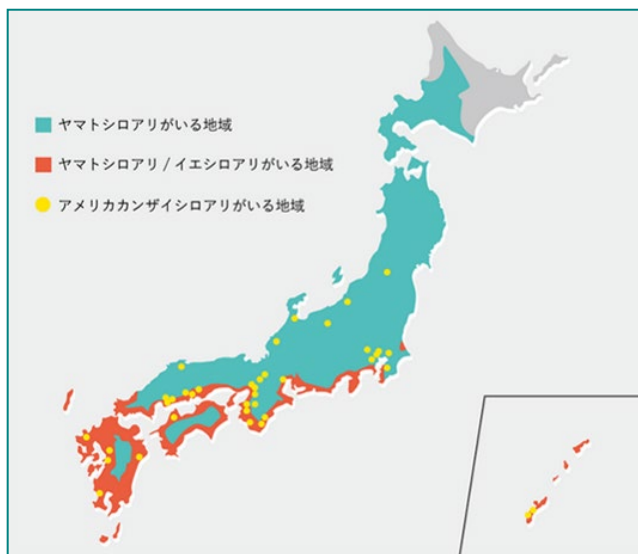 ヤマトシロアリがいる地域
ヤマトシロアリ / イエシロアリがいる地域
アメリカカンザイシロアリがいる地域